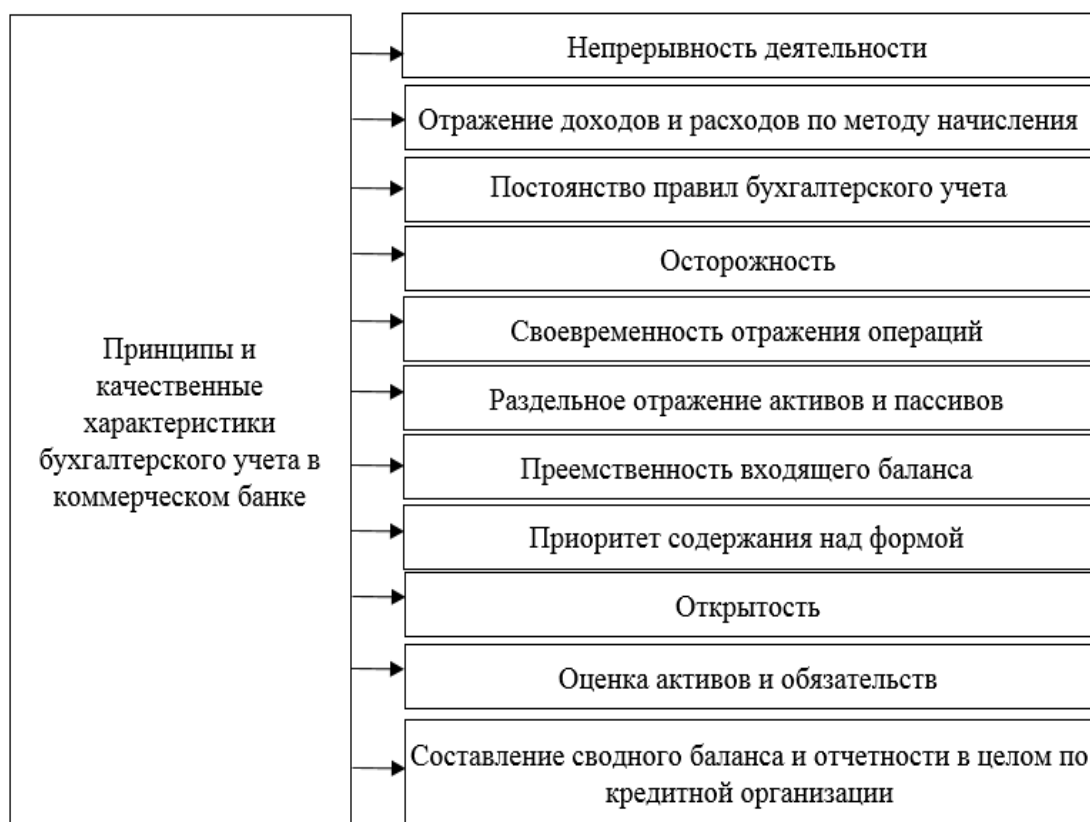 Принципы и
качественные
характеристики
бухгалтерского учета в
коммерческом банке
Непрерывность деятельности
Отражение доходов и расходов по методу начисления
Постоянство правил бухгалтерского учета
Осторожность
Своевременность отражения операций
Раздельное отражение активов и пассивов
Преемственность входящего баланса
Приоритет содержания над формой
Открытость
Оценка активов и обязательств
Составление сводного баланса и отчетности в целом по
кредитной организации